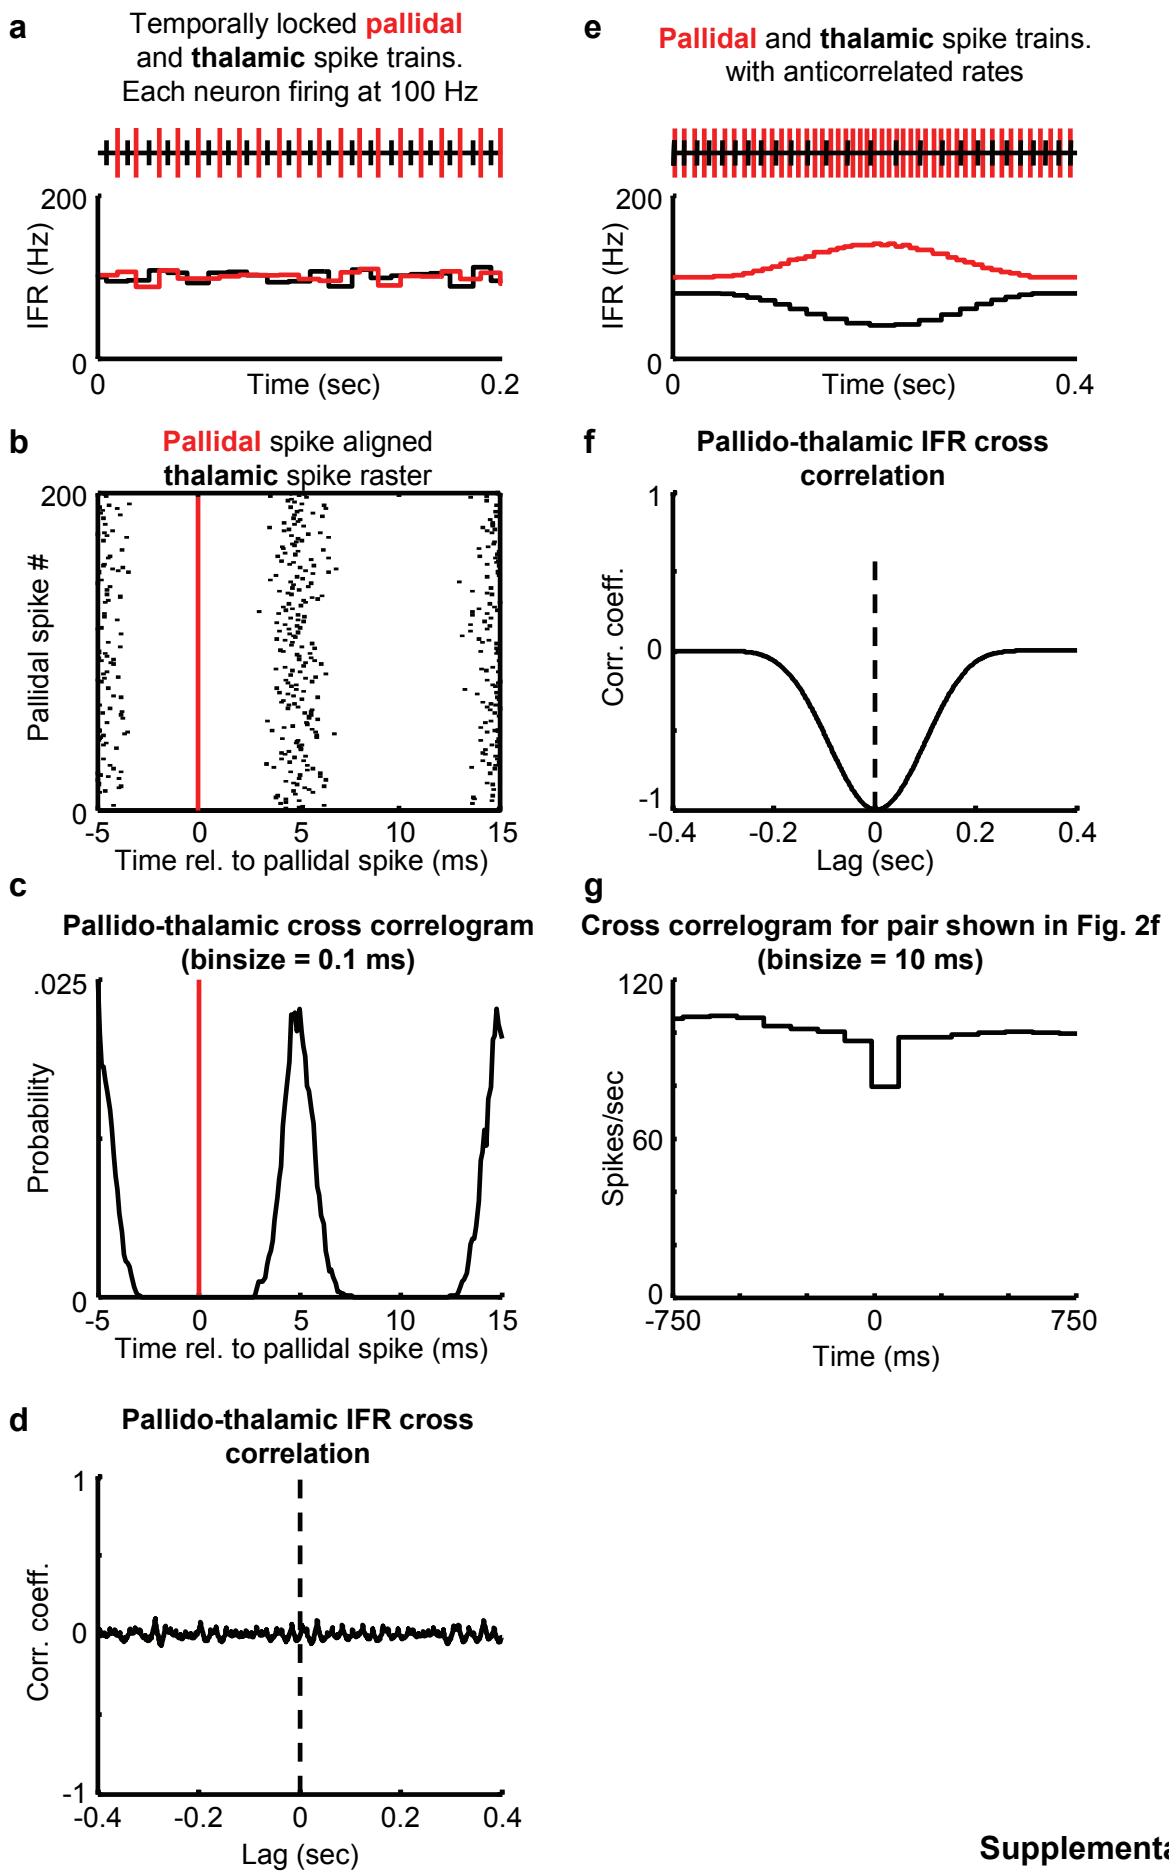 a
Temporally locked pallidal
and thalamic spike trains.
Each neuron firing at 100 Hz
200
IFR (Hz)
0
0
Time (sec)
0.2
b
Pallidal spike aligned
thalamic spike raster
200
Pallidal spike #
0
-5
0
5
10
15
Time rel. to pallidal spike (ms)
c
Pallido-thalamic cross correlogram
(binsize = 0.1 ms)
.025
Probability
0
-5
0
5
10
15
Time rel. to pallidal spike (ms)
d
Pallido-thalamic IFR cross
correlation
1
Corr. coeff.
0
-1
-0.4
-0.2
0
0.2
0.4
Lag (sec)
e
Pallidal and thalamic spike trains.
with anticorrelated rates
200
IFR (Hz)
0
0
Time (sec)
0.4
f
Pallido-thalamic IFR cross
correlation
1
Corr. coeff.
0
-1
-0.4
-0.2
0
0.2
0.4
Lag (sec)
g
Cross correlogram for pair shown in Fig. 2f
(binsize = 10 ms)
120
Spikes/sec
60
0
-750
0
750
Time (ms)